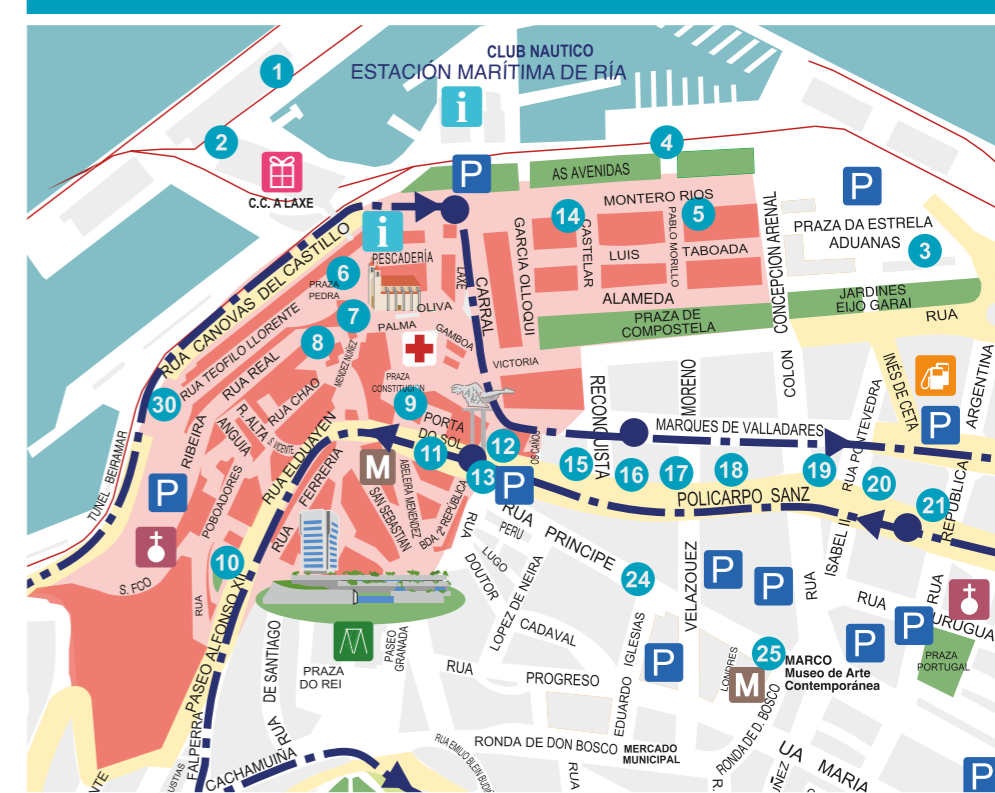 CLUB NAUTICO
ESTACIÓN MARÍTIMA DE RÍA
1
i
2
4
AS AVENIDAS
P
P
C.C. A LAXE
MONTERO RIOS
14
5
PRAZA DA ESTRELA
ADUANAS
3
i
PESCADERÍA
GARCIA OLLOQUI
CASTELAR
LUIS
PABLO MORILLO
TABOADA
CONCEPCION ARENAL
RUA CANOVAS DEL CASTILLO
6
PRAZA
PEDRA
LAXE
CARRAL
ALAMEDA
PRAZA DE
COMPOSTELA
JARDINES
EIJO GARAI
RUA
OLIVA
7
PALMA
GAMBOA
RUA TEOFILO LLORENTE
8
MENDEZ NUÑEZ
VICTORIA
RUA REAL
PRAZA
CONSTITUCION
RECONQUISTA
MORENO
COLON
INÉS DE CETA
ARGENTINA
30
RUA CHAO
R. ALTA
S. VICENTE
ANGUIA
RIBEIRA
9
PORTA
DO SOL
12
OS CAÑOS
MARQUES DE VALLADARES
RUA PONTEVEDRA
P
TUNEL BEIRAMAR
RUA ELDUAYEN
11
13
15
16
17
18
19
20
M
P
P
POBOADORES
FERRERIA
RUA
SAN SEBASTIAN
ABELEIRA MENENDEZ
BDA. 2ª REPUBLICA
POLICARPO SANZ
21
REPUBLICA
RUA PRINCIPE
PERU
RUA
LUGO
DOUTOR
LOPEZ DE NEIRA
ISABEL II
RUA
10
S. FCO
RUA
PASEO ALFONSO XII
24
VELAZQUEZ
P
P
RUA
RUA
URUGUA
P
P
CADAVAL
IGLESIAS
EDUARDO
P
25
LONDRES
M
MARCO
Museo de Arte
Contemporánea
PRAZA
PORTUGAL
PRAZA
DO REI
PASEO
GRANADA
RUA
PROGRESO
RUA DE SANTIAGO
RONDA DE DON BOSCO
MERCADO
MUNICIPAL
RONDA DE D. BOSCO
FALPERRA
CACHAMUIÑA
RUA
R.
UA MARIA
P